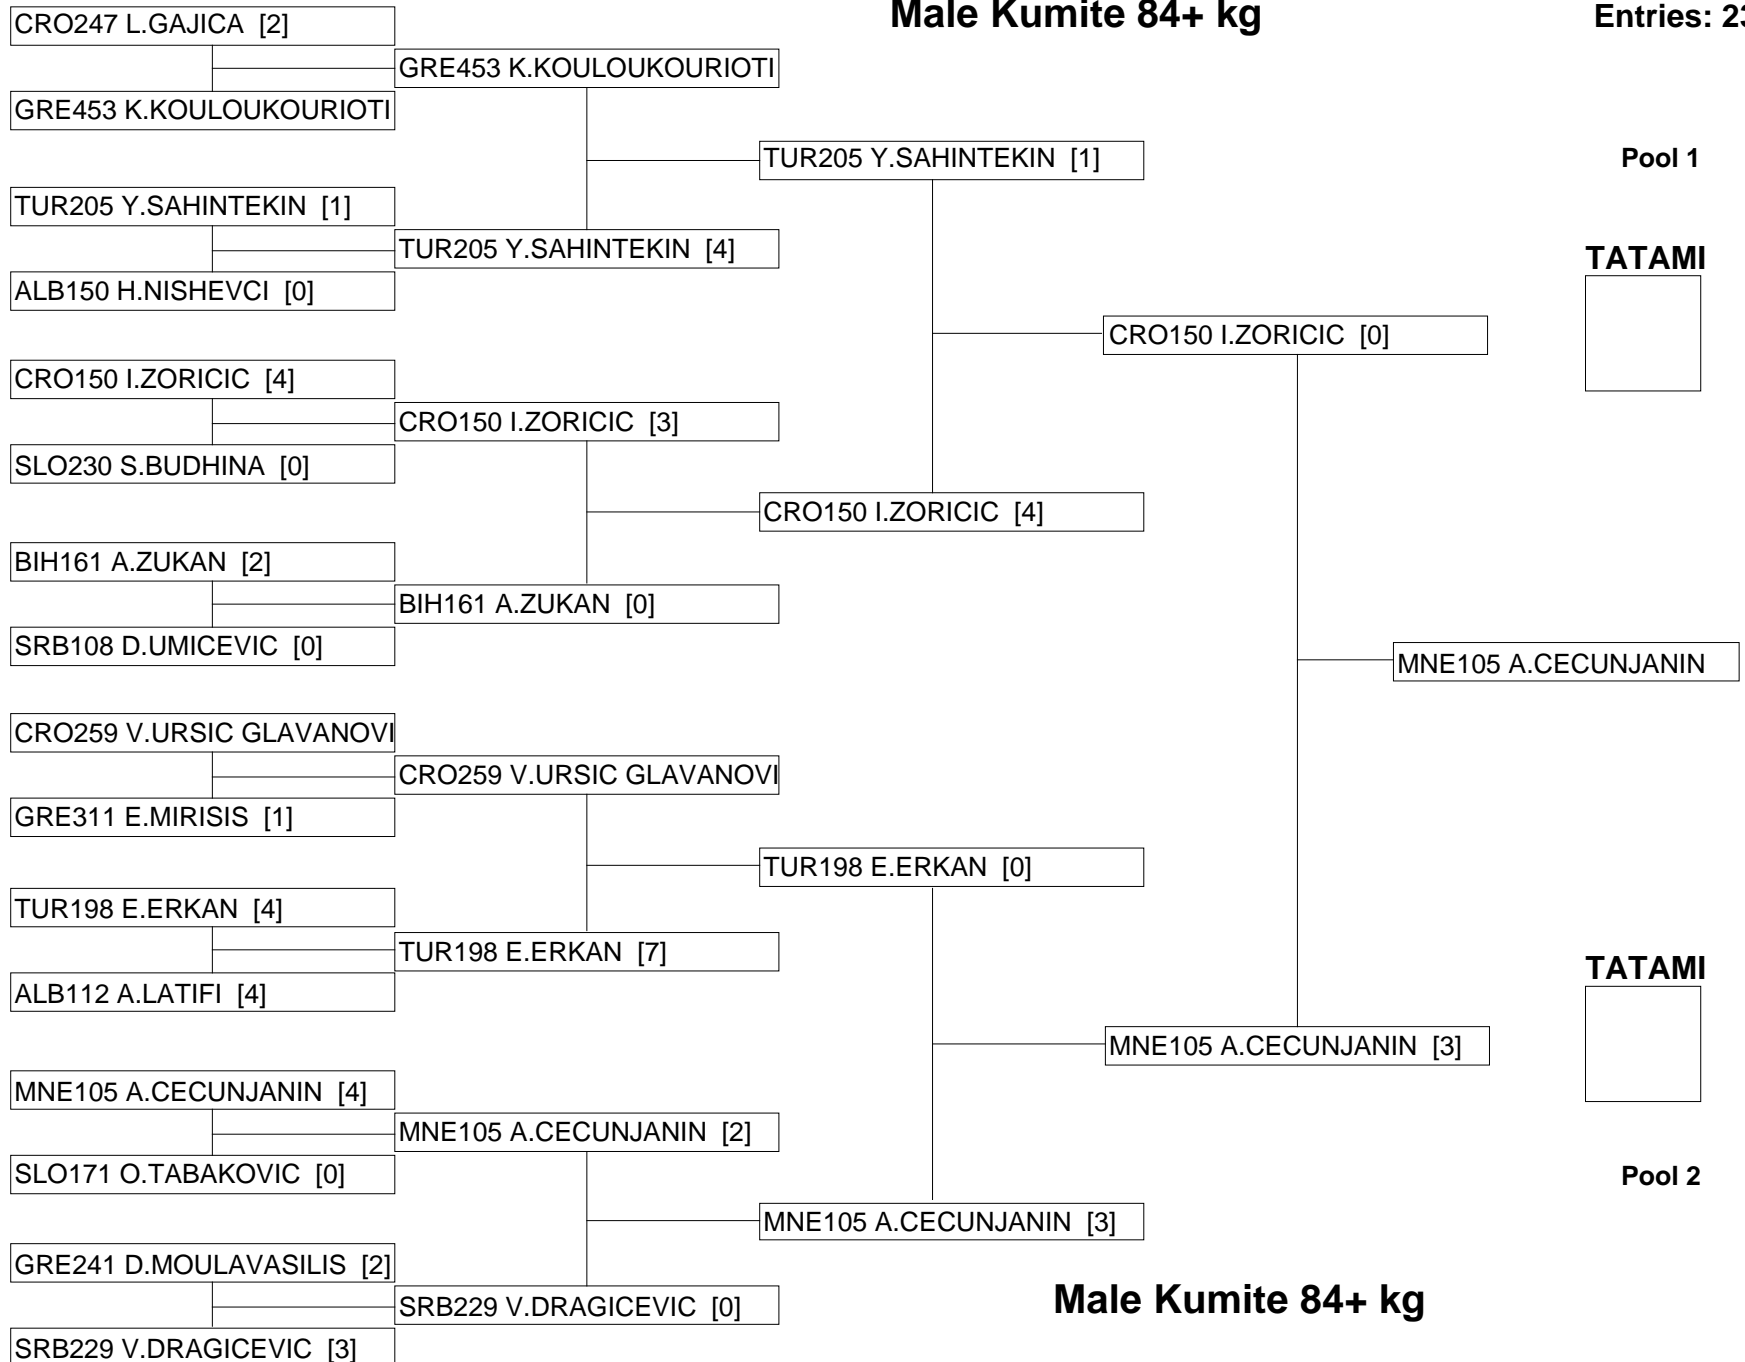 Male Kumite 84+ kg
Entries: 23
CRO247 L.GAJICA [2]
GRE453 K.KOULOUKOURIOTI
GRE453 K.KOULOUKOURIOTI
TUR205 Y.SAHINTEKIN [1]
Pool 1
TUR205 Y.SAHINTEKIN [1]
TUR205 Y.SAHINTEKIN [4]
TATAMI
ALB150 H.NISHEVCI [0]
CRO150 I.ZORICIC [0]
CRO150 I.ZORICIC [4]
CRO150 I.ZORICIC [3]
SLO230 S.BUDHINA [0]
CRO150 I.ZORICIC [4]
BIH161 A.ZUKAN [2]
BIH161 A.ZUKAN [0]
SRB108 D.UMICEVIC [0]
MNE105 A.CECUNJANIN
CRO259 V.URSIC GLAVANOVI
CRO259 V.URSIC GLAVANOVI
GRE311 E.MIRISIS [1]
TUR198 E.ERKAN [0]
TUR198 E.ERKAN [4]
TUR198 E.ERKAN [7]
TATAMI
ALB112 A.LATIFI [4]
MNE105 A.CECUNJANIN [3]
MNE105 A.CECUNJANIN [4]
MNE105 A.CECUNJANIN [2]
SLO171 O.TABAKOVIC [0]
Pool 2
MNE105 A.CECUNJANIN [3]
GRE241 D.MOULAVASILIS [2]
SRB229 V.DRAGICEVIC [0]
Male Kumite 84+ kg
SRB229 V.DRAGICEVIC [3]